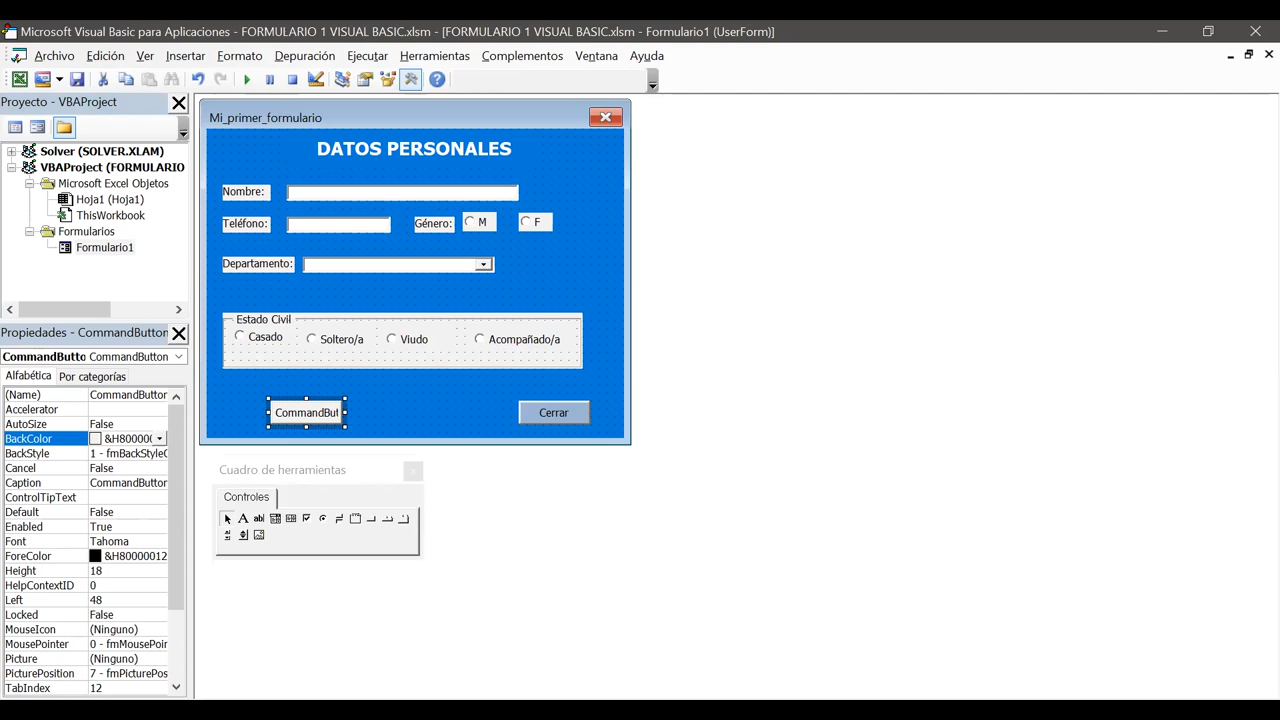 Microsoft Visual Basic para Aplicaciones - FORMULARIO 1 VISUAL BASIC.xlsm - [FORMULARIO 1 VISUAL BASIC.xlsm - Formulario1 (UserForm)]
Archivo Edición Ver Insertar Formato Depuración Ejecutar Herramientas Complementos Ventana Ayuda
Proyecto - VBAProject
Solver (SOLVER.XLAM)
VBAProject (FORMULARIO
Microsoft Excel Objetos
Hoja1 (Hoja1)
ThisWorkbook
Formularios
Formulario1
Propiedades - CommandButton
CommandButto CommandButton
Alfabética Por categorías
(Name) CommandButton
Accelerator
AutoSize False
BackColor &H80000(
BackStyle 1 - fmBackStyleO
Cancel False
Caption CommandButton
ControlTipText
Default False
Enabled True
Font Tahoma
ForeColor &H80000012
Height 18
HelpContextID 0
Left 48
Locked False
MouseIcon (Ninguno)
MousePointer 0 - fmMousePoin
Picture (Ninguno)
PicturePosition 7 - fmPicturePos
TabIndex 12
Mi_primer_formulario
DATOS PERSONALES
Nombre:
Teléfono: Género: M F
Departamento:
Estado Civil
Casado Soltero/a Viudo Acompañado/a
CommandBut Cerrar
Cuadro de herramientas
Controles